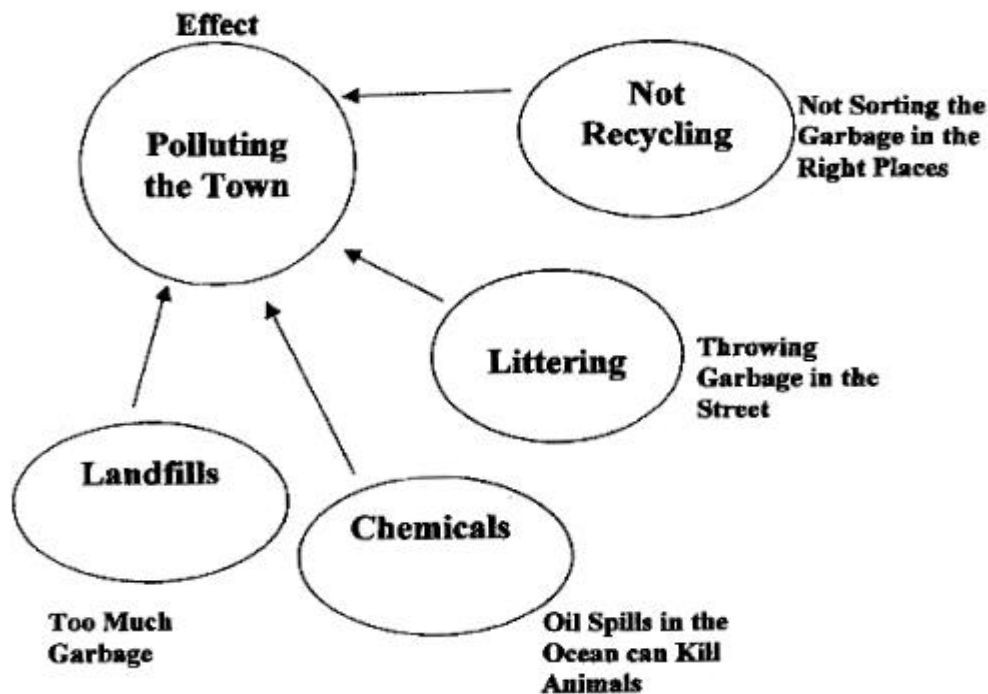 Effect
Polluting
the Town
Not
Recycling
Not Sorting the
Garbage in the
Right Places
Littering
Throwing
Garbage in the
Street
Landfills
Too Much
Garbage
Chemicals
Oil Spills in the
Ocean can Kill
Animals